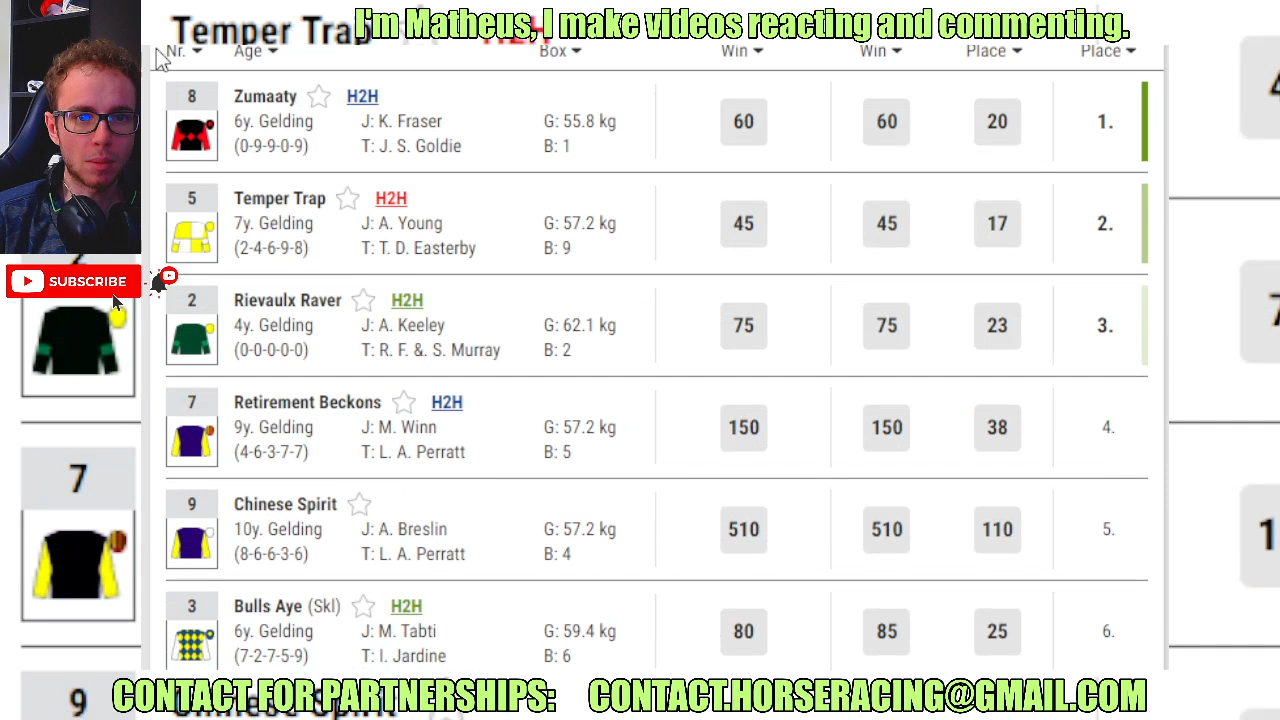 I'm Matheus, I make videos reacting and commenting.
Temper Trap H2H
Nr. Age Box Win Win Place Place
8 Zumaaty H2H
6y. Gelding J: K. Fraser G: 55.8 kg 60 60 20 1.
(0-9-9-0-9) T: J. S. Goldie B: 1
5 Temper Trap H2H
7y. Gelding J: A. Young G: 57.2 kg 45 45 17 2.
(2-4-6-9-8) T: T. D. Easterby B: 9
SUBSCRIBE
2 Rievaulx Raver H2H
4y. Gelding J: A. Keeley G: 62.1 kg 75 75 23 3.
(0-0-0-0-0) T: R. F. &. S. Murray B: 2
7 Retirement Beckons H2H
9y. Gelding J: M. Winn G: 57.2 kg 150 150 38 4.
(4-6-3-7-7) T: L. A. Perratt B: 5
7
9 Chinese Spirit
10y. Gelding J: A. Breslin G: 57.2 kg 510 510 110 5.
(8-6-6-3-6) T: L. A. Perratt B: 4
3 Bulls Aye (Skl) H2H
6y. Gelding J: M. Tabti G: 59.4 kg 80 85 25 6.
(7-2-7-5-9) T: I. Jardine B: 6
9
CONTACT FOR PARTNERSHIPS: CONTACT.HORSERACING@GMAIL.COM